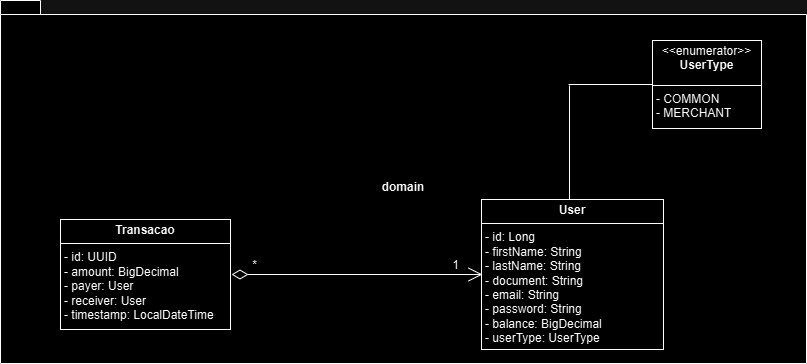 <<enumerator>>
UserType
- COMMON
- MERCHANT
domain
Transacao
- id: UUID
- amount: BigDecimal
- payer: User
- receiver: User
- timestamp: LocalDateTime
*
1
User
- id: Long
- firstName: String
- lastName: String
- document: String
- email: String
- password: String
- balance: BigDecimal
- userType: UserType